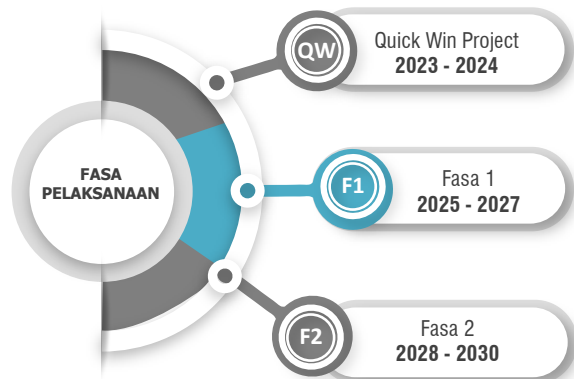 FASA
PELAKSANAAN
QW
Quick Win Project
2023 - 2024
F1
Fasa 1
2025 - 2027
F2
Fasa 2
2028 - 2030